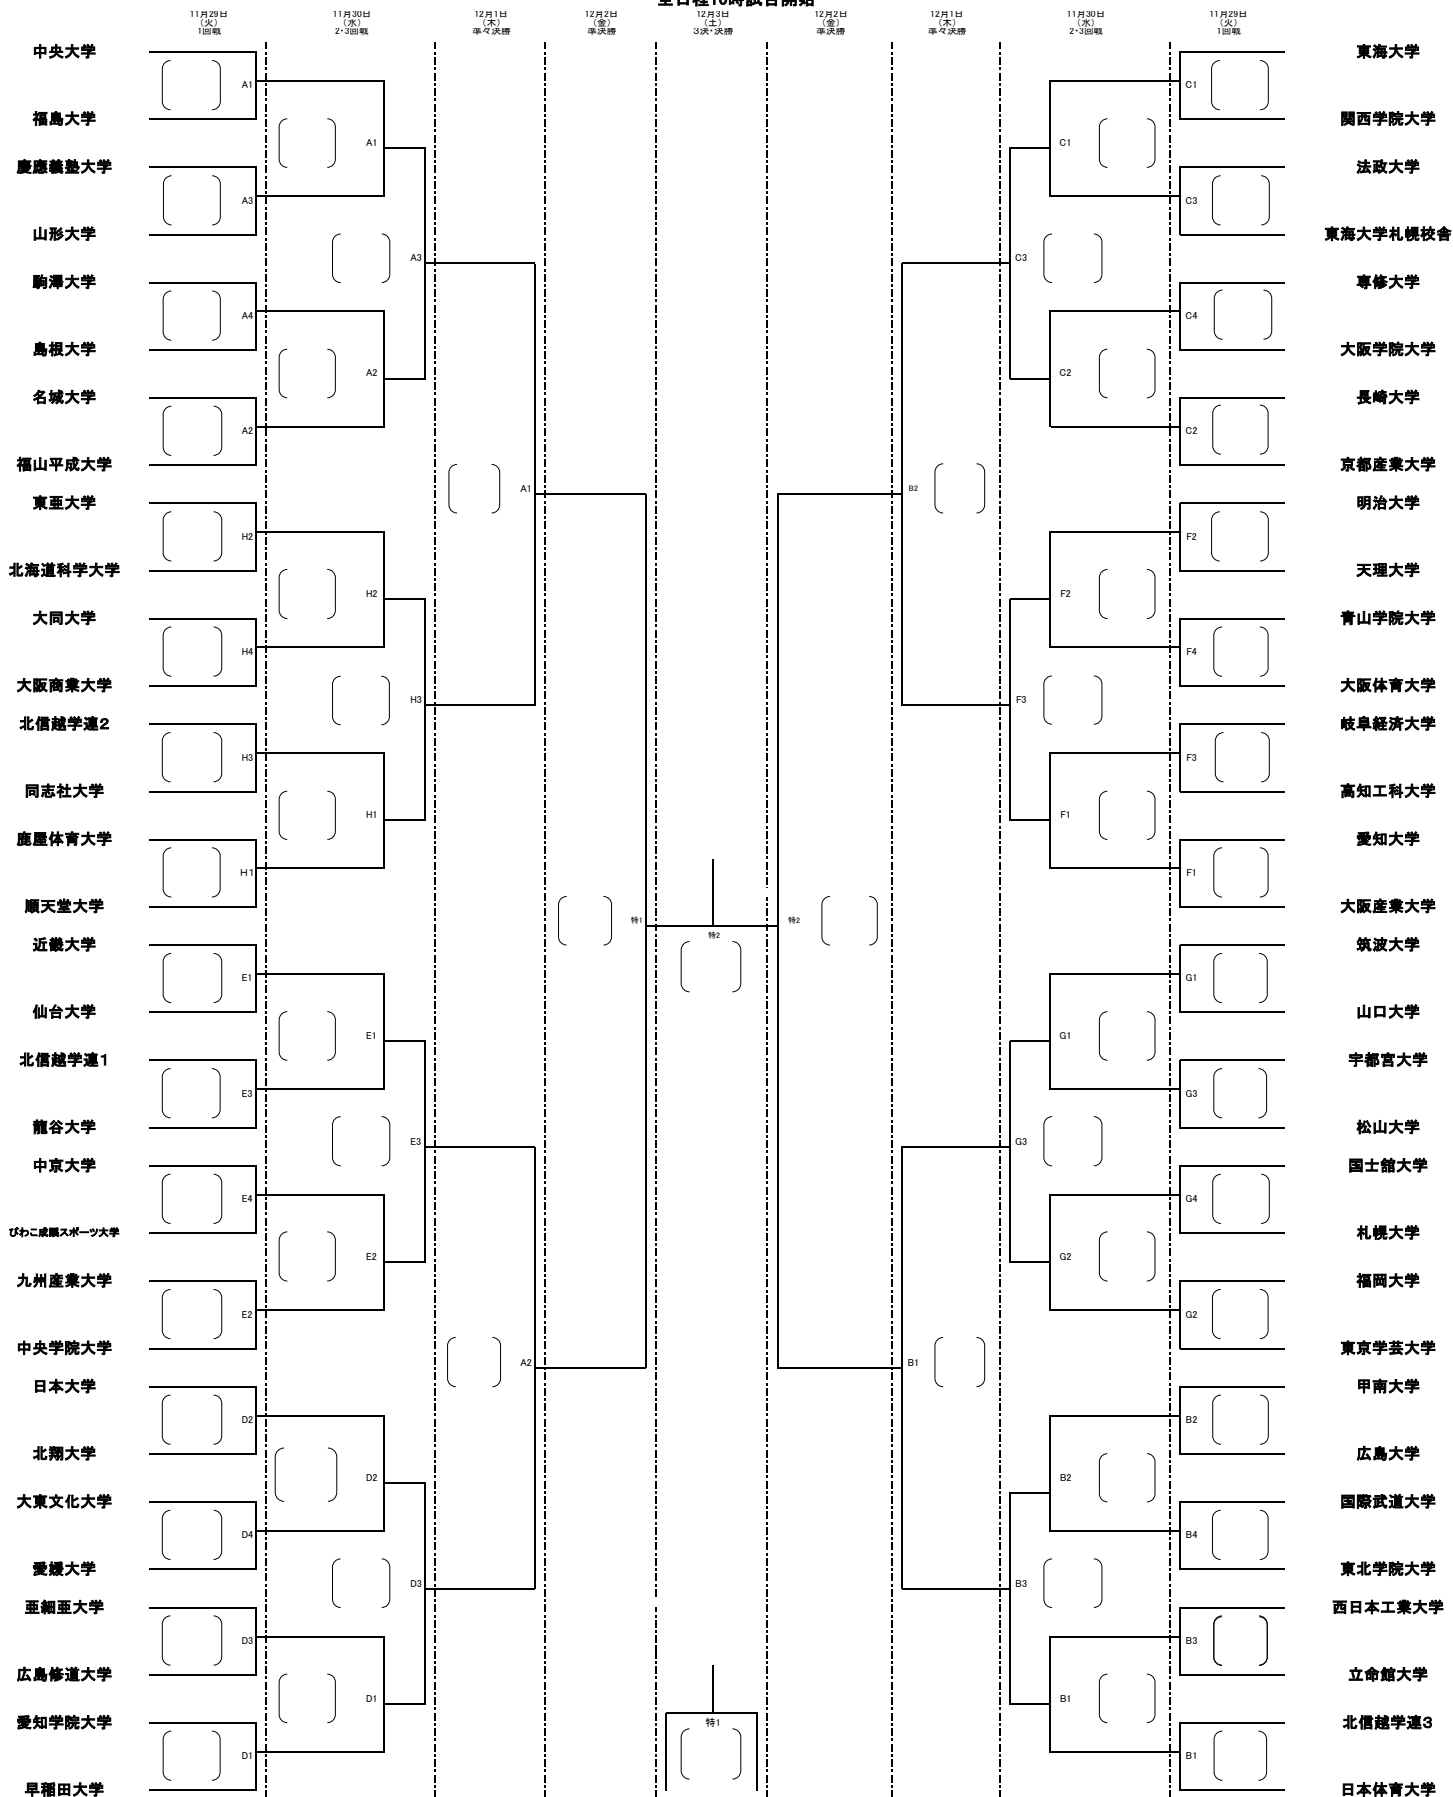 全日程10時試合開始
11月29日
（火）
1回戦
11月30日
（水）
2・3回戦
12月1日
（木）
準々決勝
12月2日
（金）
準決勝
12月3日
（土）
3決・決勝
12月2日
（金）
準決勝
12月1日
（木）
準々決勝
11月30日
（水）
2・3回戦
11月29日
（火）
1回戦
中央大学
A1
福島大学
A1
慶應義塾大学
A3
山形大学
A3
駒澤大学
A4
島根大学
A2
名城大学
A2
福山平成大学
A1
東亜大学
H2
北海道科学大学
H2
大同大学
H4
大阪商業大学
H3
北信越学連2
H3
同志社大学
H1
鹿屋体育大学
H1
順天堂大学
特1
近畿大学
E1
仙台大学
E1
北信越学連1
E3
龍谷大学
E3
中京大学
E4
びわこ成蹊スポーツ大学
E2
九州産業大学
E2
中央学院大学
A2
日本大学
D2
北翔大学
D2
大東文化大学
D4
愛媛大学
D3
亜細亜大学
D3
広島修道大学
D1
愛知学院大学
D1
早稲田大学
特2
特1
東海大学
C1
関西学院大学
C1
法政大学
C3
東海大学札幌校舎
C3
専修大学
C4
大阪学院大学
C2
長崎大学
C2
京都産業大学
B2
明治大学
F2
天理大学
F2
青山学院大学
F4
大阪体育大学
F3
岐阜経済大学
F3
高知工科大学
F1
愛知大学
F1
大阪産業大学
特2
筑波大学
G1
山口大学
G1
宇都宮大学
G3
松山大学
G3
国士舘大学
G4
札幌大学
G2
福岡大学
G2
東京学芸大学
B1
甲南大学
B2
広島大学
B2
国際武道大学
B4
東北学院大学
B3
西日本工業大学
B3
立命館大学
B1
北信越学連3
B1
日本体育大学